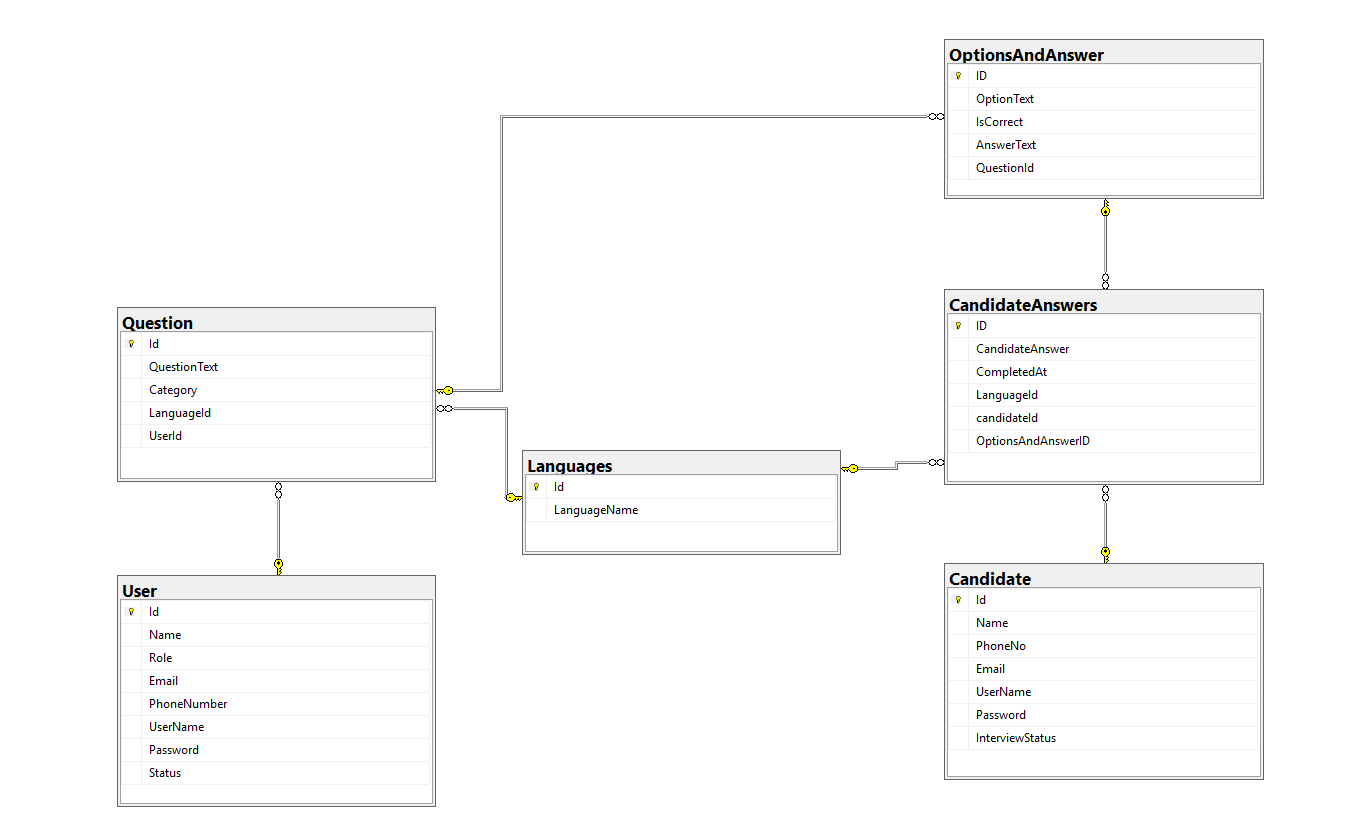 OptionsAndAnswer
ID
OptionText
IsCorrect
AnswerText
QuestionId
Question
Id
QuestionText
Category
LanguageId
UserId
CandidateAnswers
ID
CandidateAnswer
CompletedAt
LanguageId
candidateId
OptionsAndAnswerID
Languages
Id
LanguageName
User
Id
Name
Role
Email
PhoneNumber
UserName
Password
Status
Candidate
Id
Name
PhoneNo
Email
UserName
Password
InterviewStatus